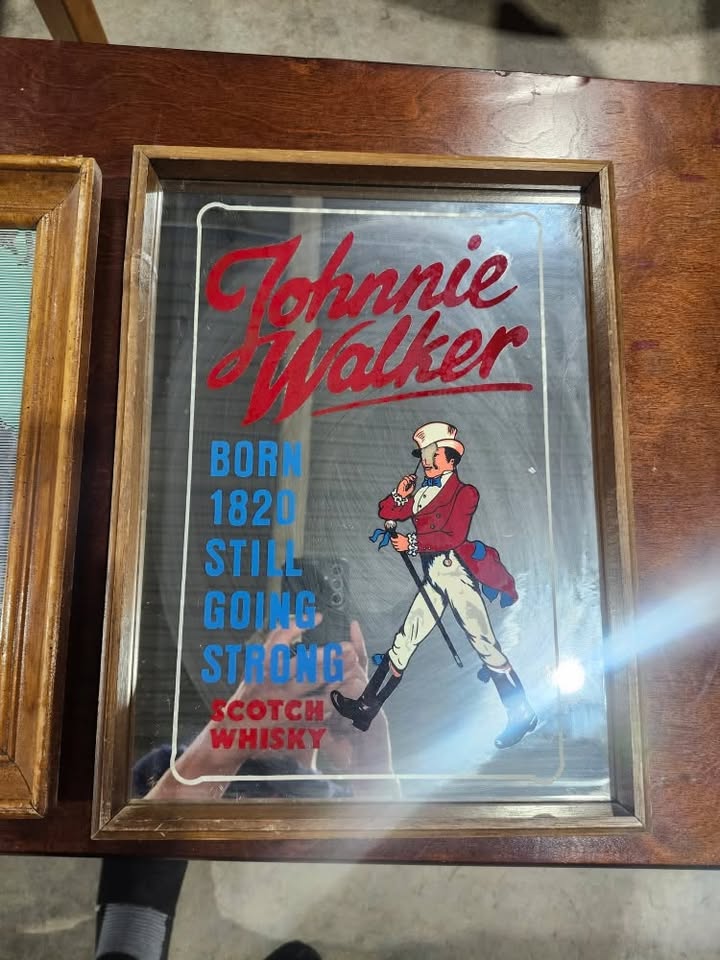 Johnnie
Walker
BORN
1820
STILL
GOING
STRONG
SCOTCH
WHISKY